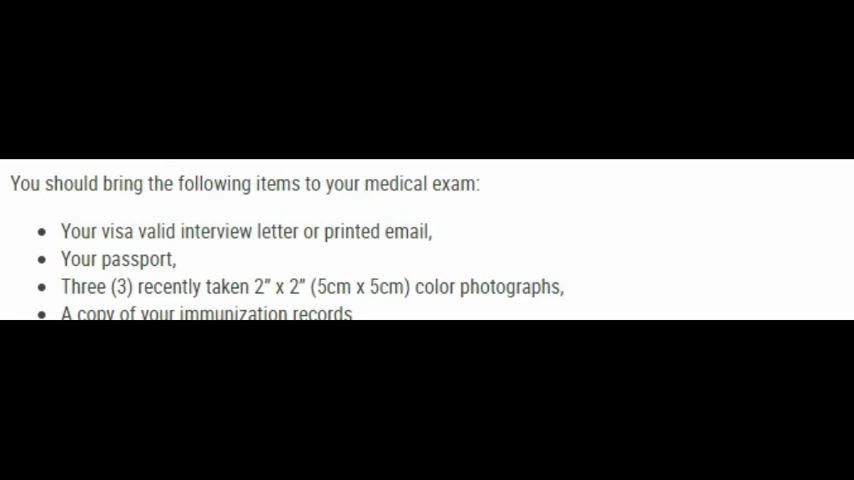 You should bring the following items to your medical exam:
• Your visa valid interview letter or printed email,
• Your passport,
• Three (3) recently taken 2” x 2” (5cm x 5cm) color photographs,
• A copy of your immunization records